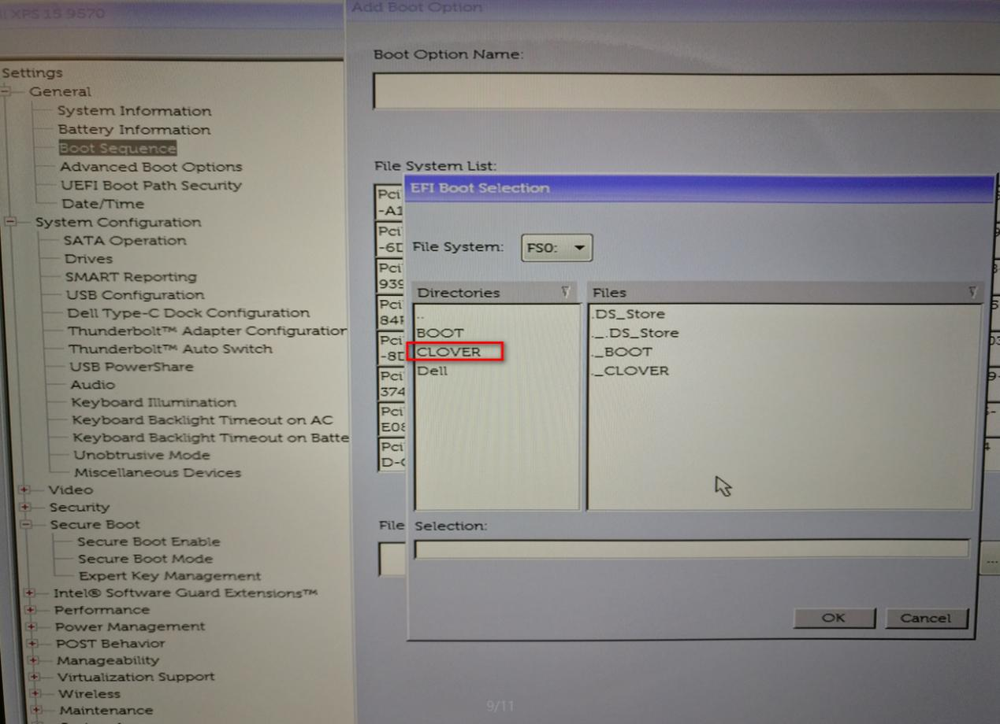 XPS 15 9570
Settings
General
System Information
Battery Information
Boot Sequence
Advanced Boot Options
UEFI Boot Path Security
Date/Time
System Configuration
SATA Operation
Drives
SMART Reporting
USB Configuration
Dell Type-C Dock Configuration
Thunderbolt™ Adapter Configuration
Thunderbolt™ Auto Switch
USB PowerShare
Audio
Keyboard Illumination
Keyboard Backlight Timeout on AC
Keyboard Backlight Timeout on Batte
Unobtrusive Mode
Miscellaneous Devices
Video
Security
Secure Boot
Secure Boot Enable
Secure Boot Mode
Expert Key Management
Intel® Software Guard Extensions™
Performance
Power Management
POST Behavior
Manageability
Virtualization Support
Wireless
Maintenance
Add Boot Option
Boot Option Name:
File System List:
Pci
-A1
Pci
-6D
Pci
939
Pci
Pci
-8D
Pci
374
Pci
E08
Pci
File
...
EFI Boot Selection
File System: FS0:
Directories
..
BOOT
CLOVER
Dell
Files
.DS_Store
._.DS_Store
._BOOT
._CLOVER
Selection:
OK Cancel
9/11